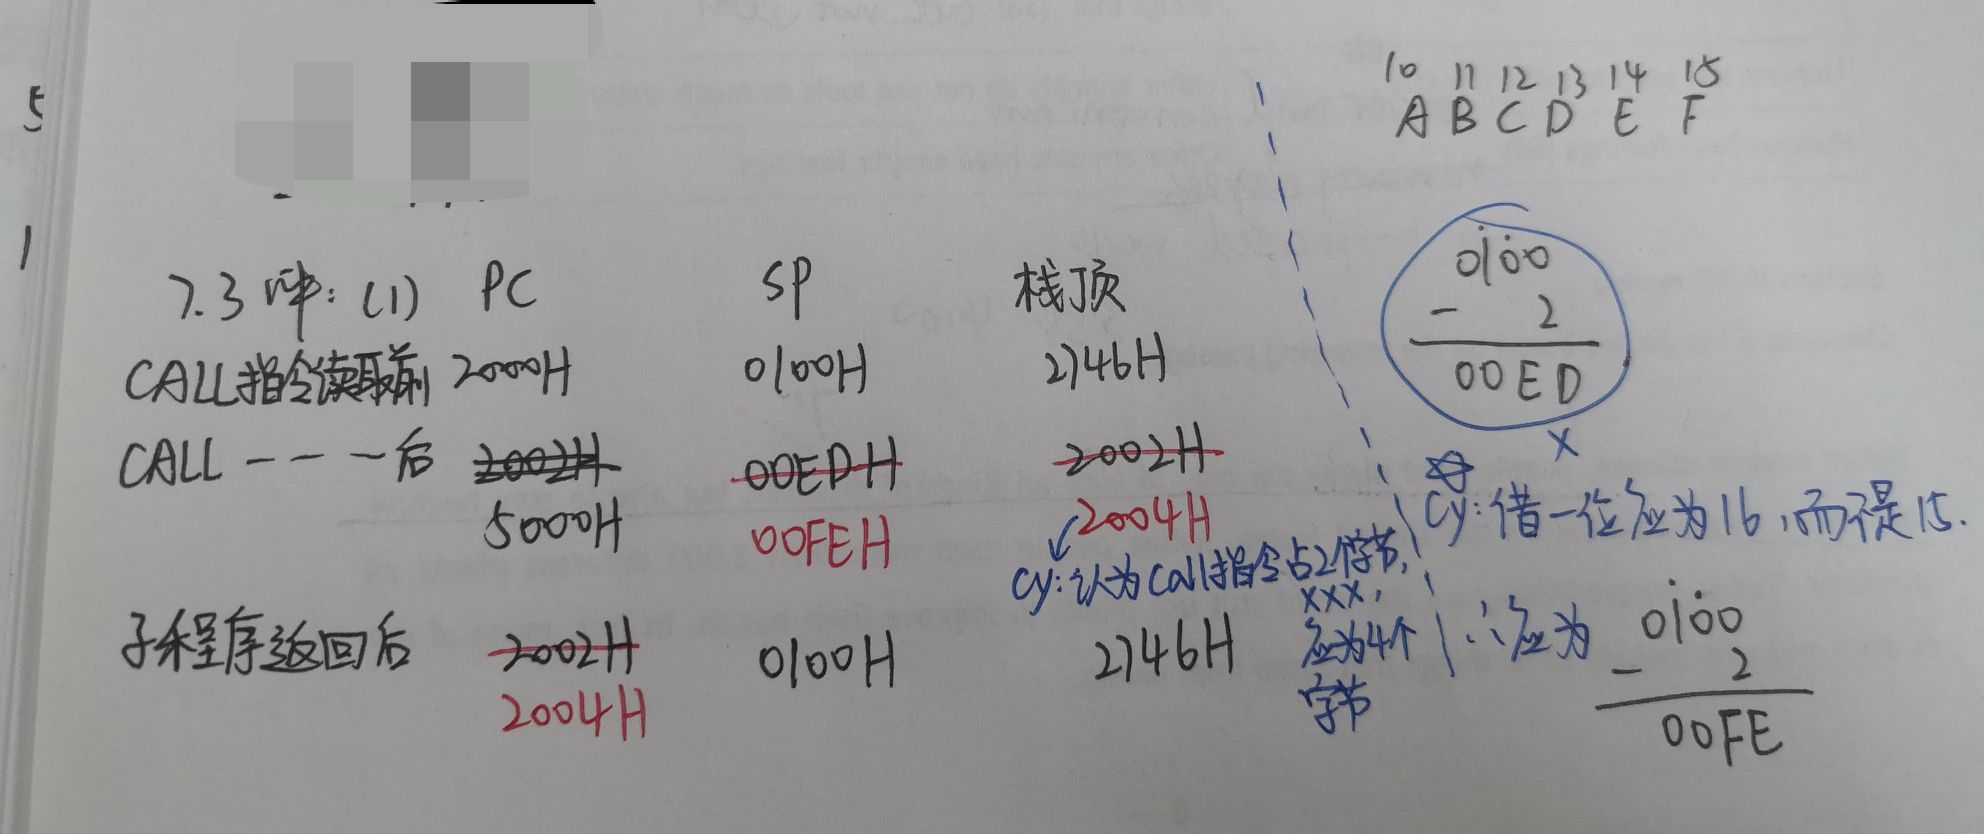 5
1
7.3 解: (1) PC SP 栈顶
CALL指令读取前 2000H 0100H 2746H
CALL ---后 2002H 00EDH 2002H
5000H 00FEH 2004H
cy:认为call指令占2个字节,
xxx,
应为4个
字节
子程序返回后 2002H 0100H 2746H
2004H
10 11 12 13 14 15
A B C D E F
0100
- 2
00ED
x
Cy:借一位应为16,而不是15.
∴应为
0100
- 2
00FE